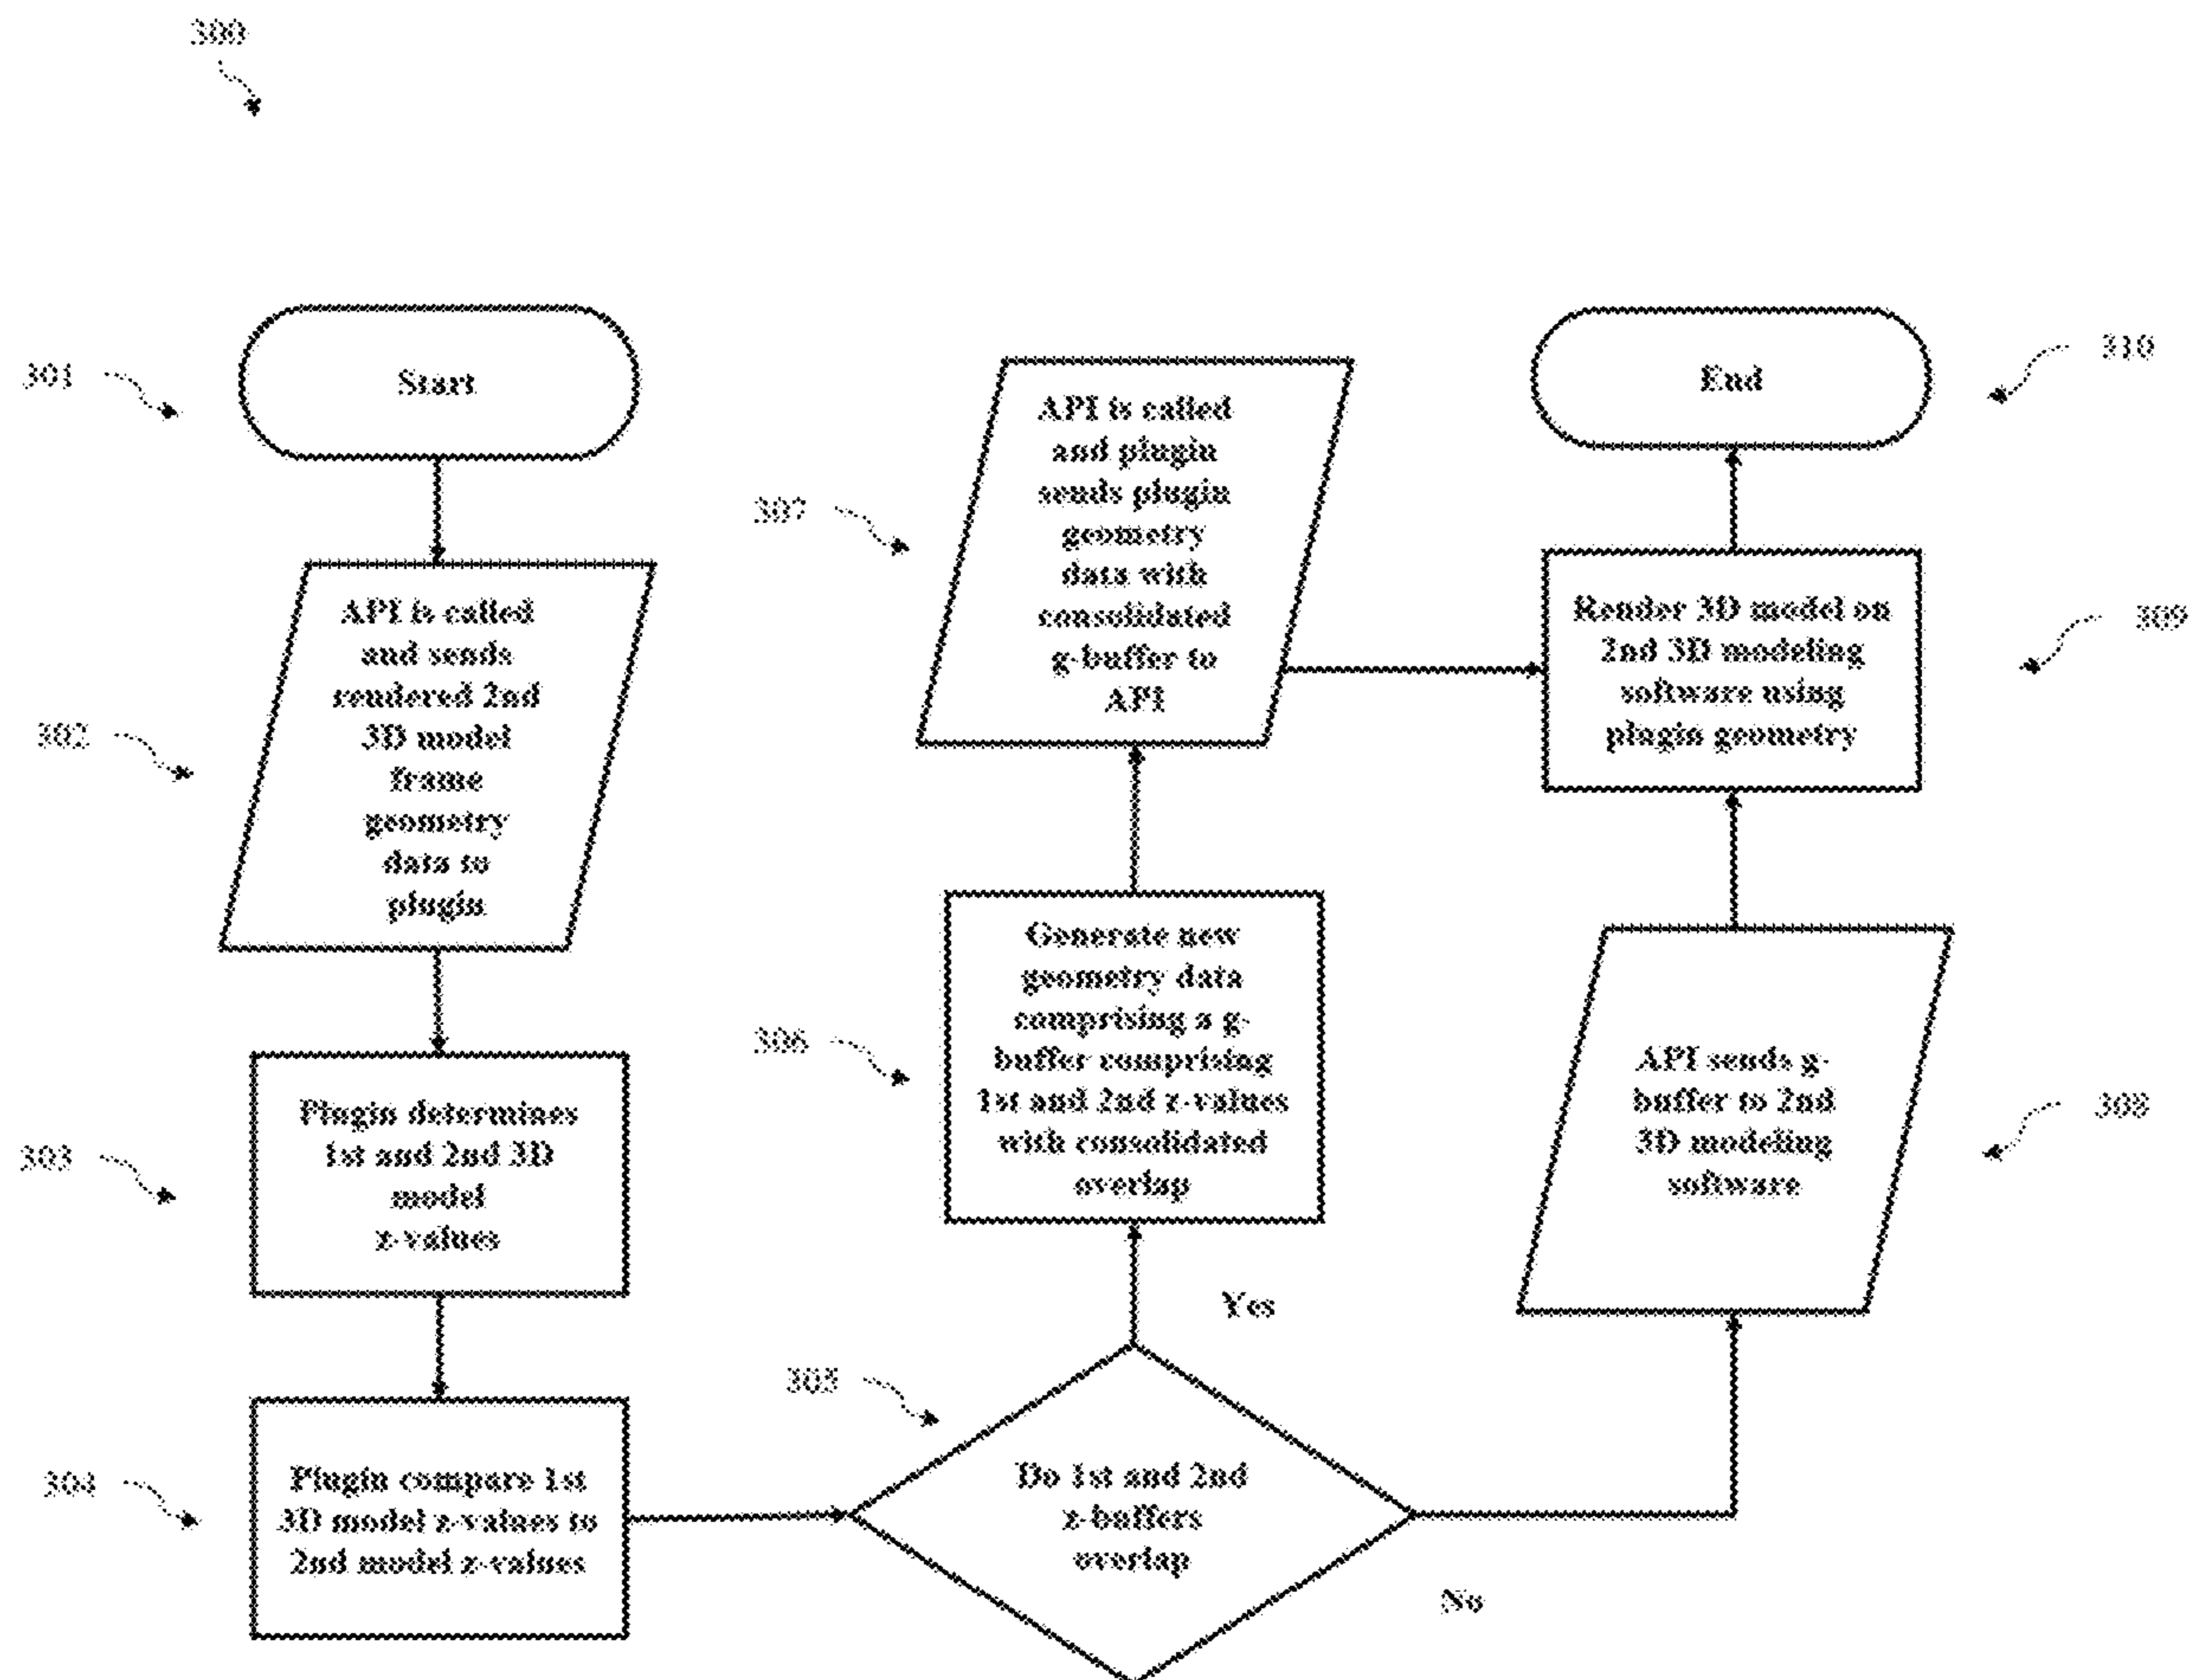 300
301
Start
302
API is called
and sends
rendered 2nd
3D model
frame
geometry
data to
plugin
303
Plugin determines
1st and 2nd 3D
model
z-values
304
Plugin compare 1st
3D model z-values to
2nd model z-values
305
Do 1st and 2nd
z-buffers
overlap
Yes
No
306
Generate new
geometry data
comprising a g-
buffer comprising
1st and 2nd z-values
with consolidated
overlap
307
API is called
and plugin
sends plugin
geometry
data with
consolidated
g-buffer to
API
308
API sends g-
buffer to 2nd
3D modeling
software
309
Render 3D model on
2nd 3D modeling
software using
plugin geometry
310
End